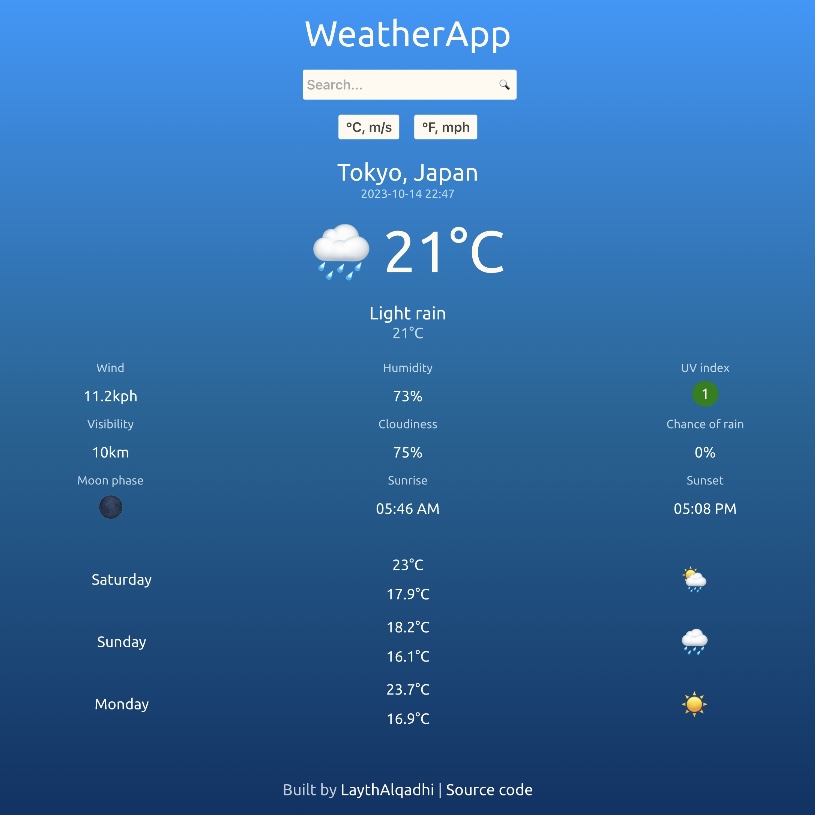 WeatherApp
Search...
°C, m/s °F, mph
Tokyo, Japan
2023-10-14 22:47
21°C
Light rain
21°C
Wind Humidity UV index
11.2kph 73% 1
Visibility Cloudiness Chance of rain
10km 75% 0%
Moon phase Sunrise Sunset
05:46 AM 05:08 PM
23°C
Saturday
17.9°C
18.2°C
Sunday
16.1°C
23.7°C
Monday
16.9°C
Built by LaythAlqadhi | Source code